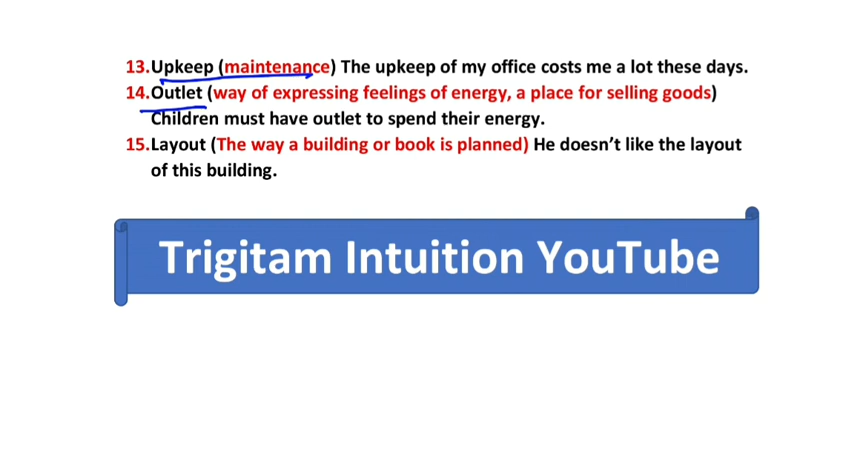 13.Upkeep (maintenance) The upkeep of my office costs me a lot these days.
14.Outlet (way of expressing feelings of energy, a place for selling goods)
Children must have outlet to spend their energy.
15.Layout (The way a building or book is planned) He doesn’t like the layout
of this building.
Trigitam Intuition YouTube